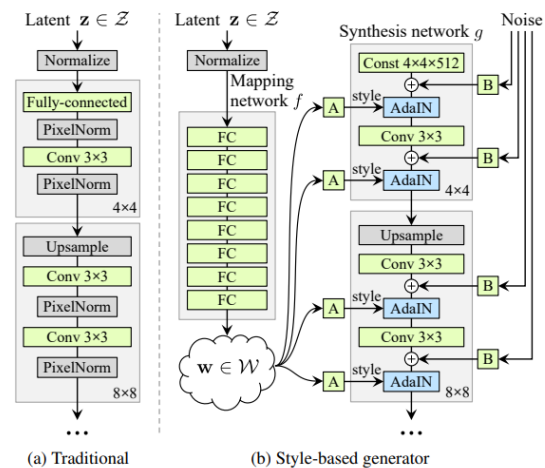 Latent z ∈ Z
Normalize
Fully-connected
PixelNorm
Conv 3×3
PixelNorm
4×4
Upsample
Conv 3×3
PixelNorm
Conv 3×3
PixelNorm
8×8
...
(a) Traditional
Latent z ∈ Z
Normalize
Mapping
network f
FC
FC
FC
FC
FC
FC
FC
FC
w ∈ W
A
A
A
A
style
style
style
style
Synthesis network g
Const 4×4×512
AdaIN
Conv 3×3
AdaIN
4×4
Upsample
Conv 3×3
AdaIN
Conv 3×3
AdaIN
8×8
...
Noise
B
B
B
B
(b) Style-based generator